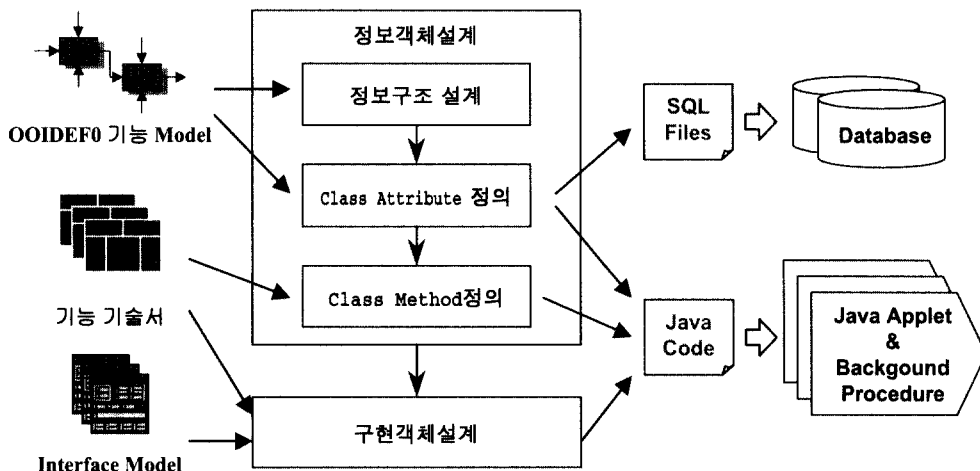 OOIDEF0 기능 Model
기능 기술서
Interface Model
정보객체설계
정보구조 설계
Class Attribute 정의
Class Method정의
구현객체설계
SQL
Files
Database
Java
Code
Java Applet
&
Backgound
Procedure